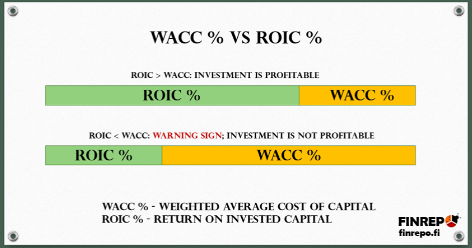 WACC % VS ROIC %
ROIC > WACC: INVESTMENT IS PROFITABLE
ROIC % WACC %
ROIC < WACC: WARNING SIGN; INVESTMENT IS NOT PROFITABLE
ROIC % WACC %
WACC % - WEIGHTED AVERAGE COST OF CAPITAL
ROIC % - RETURN ON INVESTED CAPITAL
FINREPO
finrepo.fi